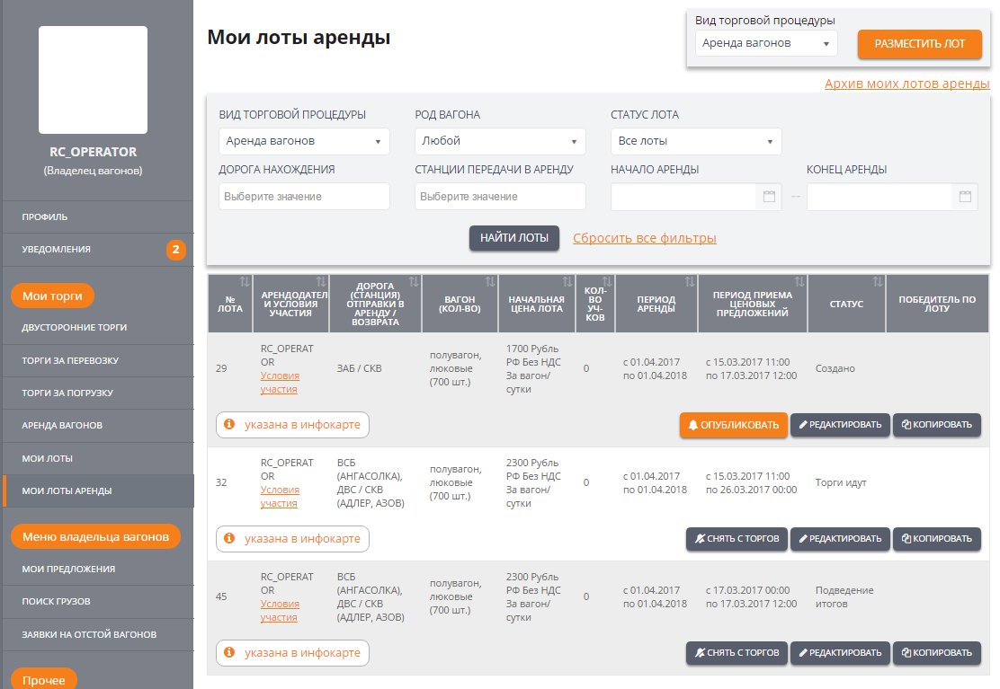 RC_OPERATOR
(Владелец вагонов)
ПРОФИЛЬ
УВЕДОМЛЕНИЯ 2
Мои торги
ДВУСТОРОННИЕ ТОРГИ
ТОРГИ ЗА ПЕРЕВОЗКУ
ТОРГИ ЗА ПОГРУЗКУ
АРЕНДА ВАГОНОВ
МОИ ЛОТЫ
МОИ ЛОТЫ АРЕНДЫ
Меню владельца вагонов
МОИ ПРЕДЛОЖЕНИЯ
ПОИСК ГРУЗОВ
ЗАЯВКИ НА ОТСТОЙ ВАГОНОВ
Прочее
Мои лоты аренды
Вид торговой процедуры
Аренда вагонов
РАЗМЕСТИТЬ ЛОТ
Архив моих лотов аренды
ВИД ТОРГОВОЙ ПРОЦЕДУРЫ
Аренда вагонов
РОД ВАГОНА
Любой
СТАТУС ЛОТА
Все лоты
ДОРОГА НАХОЖДЕНИЯ
Выберите значение
СТАНЦИИ ПЕРЕДАЧИ В АРЕНДУ
Выберите значение
НАЧАЛО АРЕНДЫ
—
КОНЕЦ АРЕНДЫ
НАЙТИ ЛОТЫ
Сбросить все фильтры
№
ЛОТА
АРЕНДОДАТЕЛ
И УСЛОВИЯ
УЧАСТИЯ
ДОРОГА
(СТАНЦИЯ)
ОТПРАВКИ В
АРЕНДУ /
ВОЗВРАТА
ВАГОН
(КОЛ-ВО)
НАЧАЛЬНАЯ
ЦЕНА ЛОТА
КОЛ-
ВО
УЧ-
КОВ
ПЕРИОД
АРЕНДЫ
ПЕРИОД ПРИЕМА
ЦЕНОВЫХ
ПРЕДЛОЖЕНИЙ
СТАТУС
ПОБЕДИТЕЛЬ ПО
ЛОТУ
29
RC_OPERAT
OR
Условия
участия
ЗАБ / СКВ
полувагон,
люковые
(700 шт.)
1700 Рубль
РФ Без НДС
За вагон/
сутки
0
с 01.04.2017
по 01.04.2018
с 15.03.2017 11:00
по 17.03.2017 12:00
Создано
указана в инфокарте
ОПУБЛИКОВАТЬ
РЕДАКТИРОВАТЬ
КОПИРОВАТЬ
32
RC_OPERAT
OR
Условия
участия
ВСБ
(АНГАСОЛКА),
ДВС / СКВ
(АДЛЕР, АЗОВ)
полувагон,
люковые
(700 шт.)
2300 Рубль
РФ Без НДС
За вагон/
сутки
0
с 01.04.2017
по 01.04.2018
с 15.03.2017 11:00
по 26.03.2017 00:00
Торги идут
указана в инфокарте
СНЯТЬ С ТОРГОВ
РЕДАКТИРОВАТЬ
КОПИРОВАТЬ
45
RC_OPERAT
OR
Условия
участия
ВСБ
(АНГАСОЛКА),
ДВС / СКВ
(АДЛЕР, АЗОВ)
полувагон,
люковые
(700 шт.)
2300 Рубль
РФ Без НДС
За вагон/
сутки
0
с 01.04.2017
по 01.04.2018
с 17.03.2017 00:00
по 17.03.2017 12:00
Подведение
итогов
указана в инфокарте
СНЯТЬ С ТОРГОВ
РЕДАКТИРОВАТЬ
КОПИРОВАТЬ